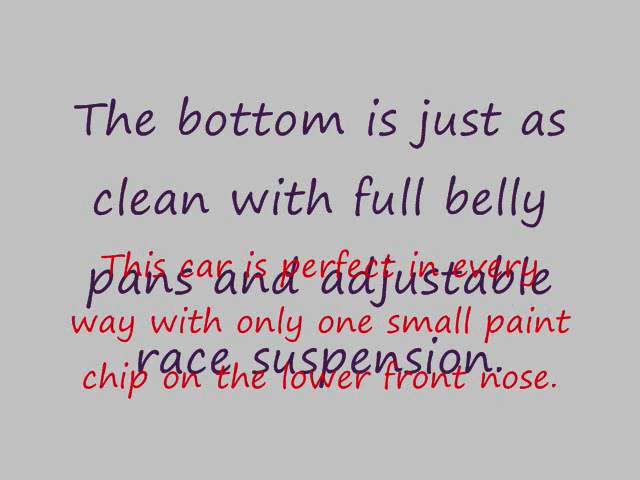 The bottom is just as
clean with full belly
pans and adjustable
race suspension.
This car is perfect in every
way with only one small paint
chip on the lower front nose.